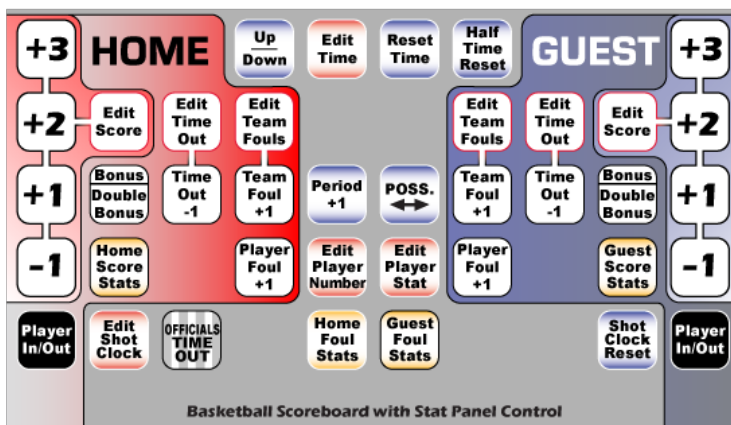 +3
HOME
Up
Down
Edit
Time
Reset
Time
Half
Time
Reset
GUEST
+3
+2
Edit
Score
Edit
Time
Out
Edit
Team
Fouls
Edit
Team
Fouls
Edit
Time
Out
Edit
Score
+2
+1
Bonus
Double
Bonus
Time
Out
-1
Team
Foul
+1
Period
+1
POSS.
Team
Foul
+1
Time
Out
-1
Bonus
Double
Bonus
+1
-1
Home
Score
Stats
Player
Foul
+1
Edit
Player
Number
Edit
Player
Stat
Player
Foul
+1
Guest
Score
Stats
-1
Player
In/Out
Edit
Shot
Clock
OFFICIALS
TIME
OUT
Home
Foul
Stats
Guest
Foul
Stats
Shot
Clock
Reset
Player
In/Out
Basketball Scoreboard with Stat Panel Control